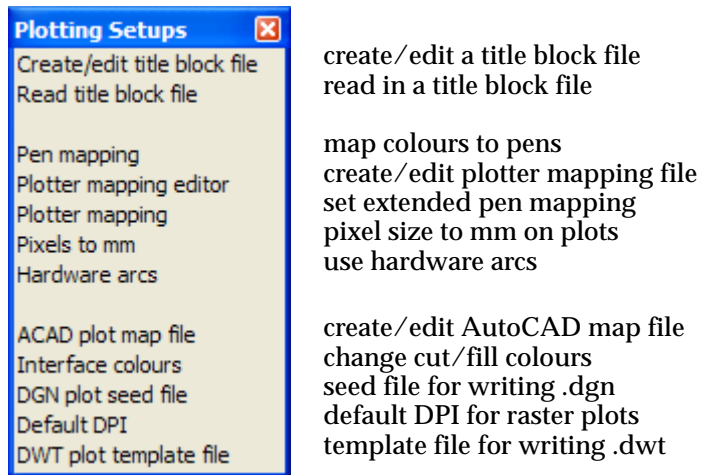 Plotting Setups
Create/edit title block file
Read title block file
Pen mapping
Plotter mapping editor
Plotter mapping
Pixels to mm
Hardware arcs
ACAD plot map file
Interface colours
DGN plot seed file
Default DPI
DWT plot template file
create/edit a title block file
read in a title block file
map colours to pens
create/edit plotter mapping file
set extended pen mapping
pixel size to mm on plots
use hardware arcs
create/edit AutoCAD map file
change cut/fill colours
seed file for writing .dgn
default DPI for raster plots
template file for writing .dwt